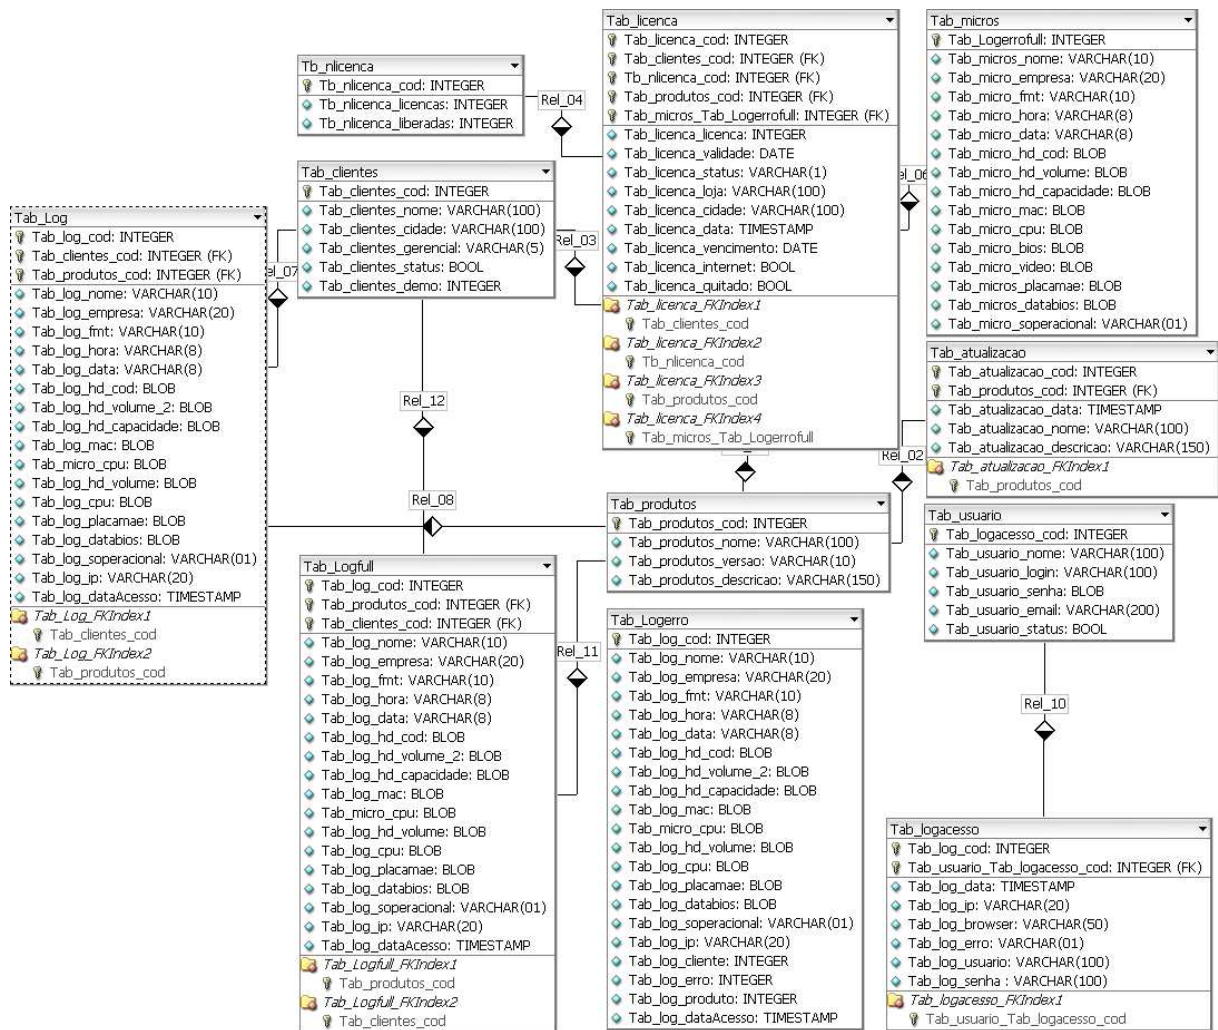 Tab_licenca
Tab_licenca_cod: INTEGER
Tab_clientes_cod: INTEGER (FK)
Tb_nlicenca_cod: INTEGER (FK)
Tab_produtos_cod: INTEGER (FK)
Tab_micros_Tab_Logerrofull: INTEGER (FK)
Tab_licenca_licenca: INTEGER
Tab_licenca_validade: DATE
Tab_licenca_status: VARCHAR(1)
Tab_licenca_loja: VARCHAR(100)
Tab_licenca_cidade: VARCHAR(100)
Tab_licenca_data: TIMESTAMP
Tab_licenca_vencimento: DATE
Tab_licenca_internet: BOOL
Tab_licenca_quitado: BOOL
Tab_licenca_FKIndex1
Tab_clientes_cod
Tab_licenca_FKIndex2
Tb_nlicenca_cod
Tab_licenca_FKIndex3
Tab_produtos_cod
Tab_licenca_FKIndex4
Tab_micros_Tab_Logerrofull
Tab_micros
Tab_Logerrofull: INTEGER
Tab_micros_nome: VARCHAR(10)
Tab_micro_empresa: VARCHAR(20)
Tab_micro_fmt: VARCHAR(10)
Tab_micro_hora: VARCHAR(8)
Tab_micro_data: VARCHAR(8)
Tab_micro_hd_cod: BLOB
Tab_micro_hd_volume: BLOB
Tab_micro_hd_capacidade: BLOB
Tab_micro_mac: BLOB
Tab_micro_cpu: BLOB
Tab_micro_bios: BLOB
Tab_micro_video: BLOB
Tab_micro_placamae: BLOB
Tab_micros_databios: BLOB
Tab_micro_soperacional: VARCHAR(01)
Tb_nlicenca
Tb_nlicenca_cod: INTEGER
Tb_nlicenca_licencas: INTEGER
Tb_nlicenca_liberadas: INTEGER
Rel_04
Tab_clientes
Tab_clientes_cod: INTEGER
Tab_clientes_nome: VARCHAR(100)
Tab_clientes_cidade: VARCHAR(100)
Tab_clientes_gerencial: VARCHAR(5)
Tab_clientes_status: BOOL
Tab_clientes_demo: INTEGER
Rel_03
el_06
el_07
Tab_Log
Tab_log_cod: INTEGER
Tab_clientes_cod: INTEGER (FK)
Tab_produtos_cod: INTEGER (FK)
Tab_log_nome: VARCHAR(10)
Tab_log_empresa: VARCHAR(20)
Tab_log_fmt: VARCHAR(10)
Tab_log_hora: VARCHAR(8)
Tab_log_data: VARCHAR(8)
Tab_log_hd_cod: BLOB
Tab_log_hd_volume_2: BLOB
Tab_log_hd_capacidade: BLOB
Tab_log_mac: BLOB
Tab_micro_cpu: BLOB
Tab_log_hd_volume: BLOB
Tab_log_cpu: BLOB
Tab_log_placamae: BLOB
Tab_log_databios: BLOB
Tab_log_soperacional: VARCHAR(01)
Tab_log_ip: VARCHAR(20)
Tab_log_dataAcesso: TIMESTAMP
Tab_Log_FKIndex1
Tab_clientes_cod
Tab_Log_FKIndex2
Tab_produtos_cod
Tab_atualizacao
Tab_atualizacao_cod: INTEGER
Tab_produtos_cod: INTEGER (FK)
Tab_atualizacao_data: TIMESTAMP
Tab_atualizacao_nome: VARCHAR(100)
Tab_atualizacao_descricao: VARCHAR(150)
Tab_atualizacao_FKIndex1
Tab_produtos_cod
Rel_12
Rel_02
Rel_08
Tab_produtos
Tab_produtos_cod: INTEGER
Tab_produtos_nome: VARCHAR(100)
Tab_produtos_versao: VARCHAR(10)
Tab_produtos_descricao: VARCHAR(150)
Tab_usuario
Tab_logacesso_cod: INTEGER
Tab_usuario_nome: VARCHAR(100)
Tab_usuario_login: VARCHAR(100)
Tab_usuario_senha: BLOB
Tab_usuario_email: VARCHAR(200)
Tab_usuario_status: BOOL
Tab_Logfull
Tab_log_cod: INTEGER
Tab_produtos_cod: INTEGER (FK)
Tab_clientes_cod: INTEGER (FK)
Tab_log_nome: VARCHAR(10)
Tab_log_empresa: VARCHAR(20)
Tab_log_fmt: VARCHAR(10)
Tab_log_hora: VARCHAR(8)
Tab_log_data: VARCHAR(8)
Tab_log_hd_cod: BLOB
Tab_log_hd_volume_2: BLOB
Tab_log_hd_capacidade: BLOB
Tab_log_mac: BLOB
Tab_micro_cpu: BLOB
Tab_log_hd_volume: BLOB
Tab_log_cpu: BLOB
Tab_log_placamae: BLOB
Tab_log_databios: BLOB
Tab_log_soperacional: VARCHAR(01)
Tab_log_ip: VARCHAR(20)
Tab_log_dataAcesso: TIMESTAMP
Tab_Logfull_FKIndex1
Tab_produtos_cod
Tab_Logfull_FKIndex2
Tab_clientes_cod
Rel_11
Tab_Logerro
Tab_log_cod: INTEGER
Tab_log_nome: VARCHAR(10)
Tab_log_empresa: VARCHAR(20)
Tab_log_fmt: VARCHAR(10)
Tab_log_hora: VARCHAR(8)
Tab_log_data: VARCHAR(8)
Tab_log_hd_cod: BLOB
Tab_log_hd_volume_2: BLOB
Tab_log_hd_capacidade: BLOB
Tab_log_mac: BLOB
Tab_micro_cpu: BLOB
Tab_log_hd_volume: BLOB
Tab_log_cpu: BLOB
Tab_log_placamae: BLOB
Tab_log_databios: BLOB
Tab_log_soperacional: VARCHAR(01)
Tab_log_ip: VARCHAR(20)
Tab_log_cliente: INTEGER
Tab_log_erro: INTEGER
Tab_log_produto: INTEGER
Tab_log_dataAcesso: TIMESTAMP
Rel_10
Tab_logacesso
Tab_log_cod: INTEGER
Tab_usuario_Tab_logacesso_cod: INTEGER (FK)
Tab_log_data: TIMESTAMP
Tab_log_ip: VARCHAR(20)
Tab_log_browser: VARCHAR(50)
Tab_log_erro: VARCHAR(01)
Tab_log_usuario: VARCHAR(100)
Tab_log_senha : VARCHAR(100)
Tab_logacesso_FKIndex1
Tab_usuario_Tab_logacesso_cod